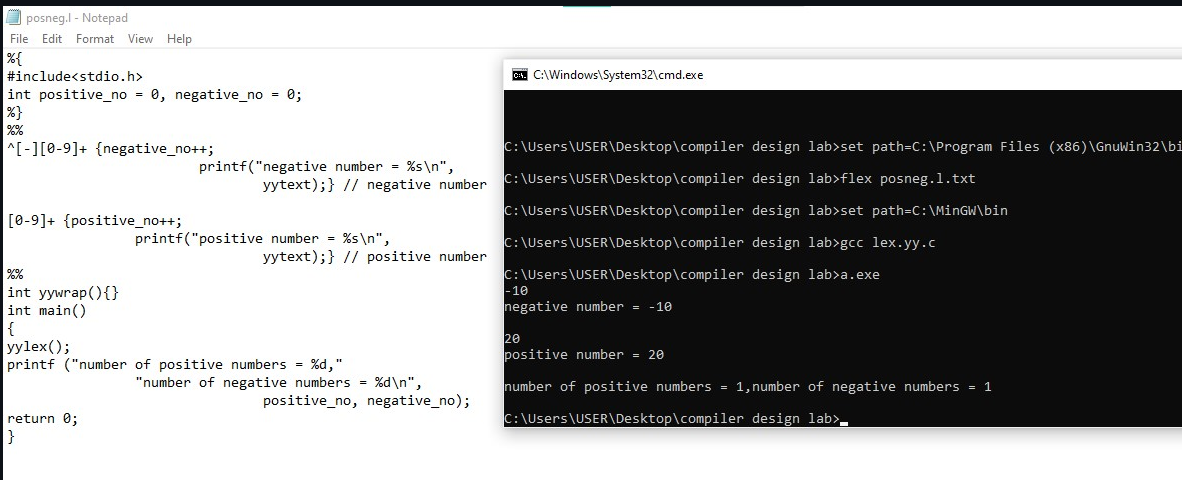 posneg.l - Notepad
File Edit Format View Help
%{
#include<stdio.h>
int positive_no = 0, negative_no = 0;
%}
%%
^[-][0-9]+ {negative_no++;
printf("negative number = %s\n",
yytext);} // negative number
[0-9]+ {positive_no++;
printf("positive number = %s\n",
yytext);} // positive number
%%
int yywrap(){}
int main()
{
yylex();
printf ("number of positive numbers = %d,"
"number of negative numbers = %d\n",
positive_no, negative_no);
return 0;
}
C:\Windows\System32\cmd.exe
C:\Users\USER\Desktop\compiler design lab>set path=C:\Program Files (x86)\GnuWin32\bi
C:\Users\USER\Desktop\compiler design lab>flex posneg.l.txt
C:\Users\USER\Desktop\compiler design lab>set path=C:\MinGW\bin
C:\Users\USER\Desktop\compiler design lab>gcc lex.yy.c
C:\Users\USER\Desktop\compiler design lab>a.exe
-10
negative number = -10
20
positive number = 20
number of positive numbers = 1,number of negative numbers = 1
C:\Users\USER\Desktop\compiler design lab>